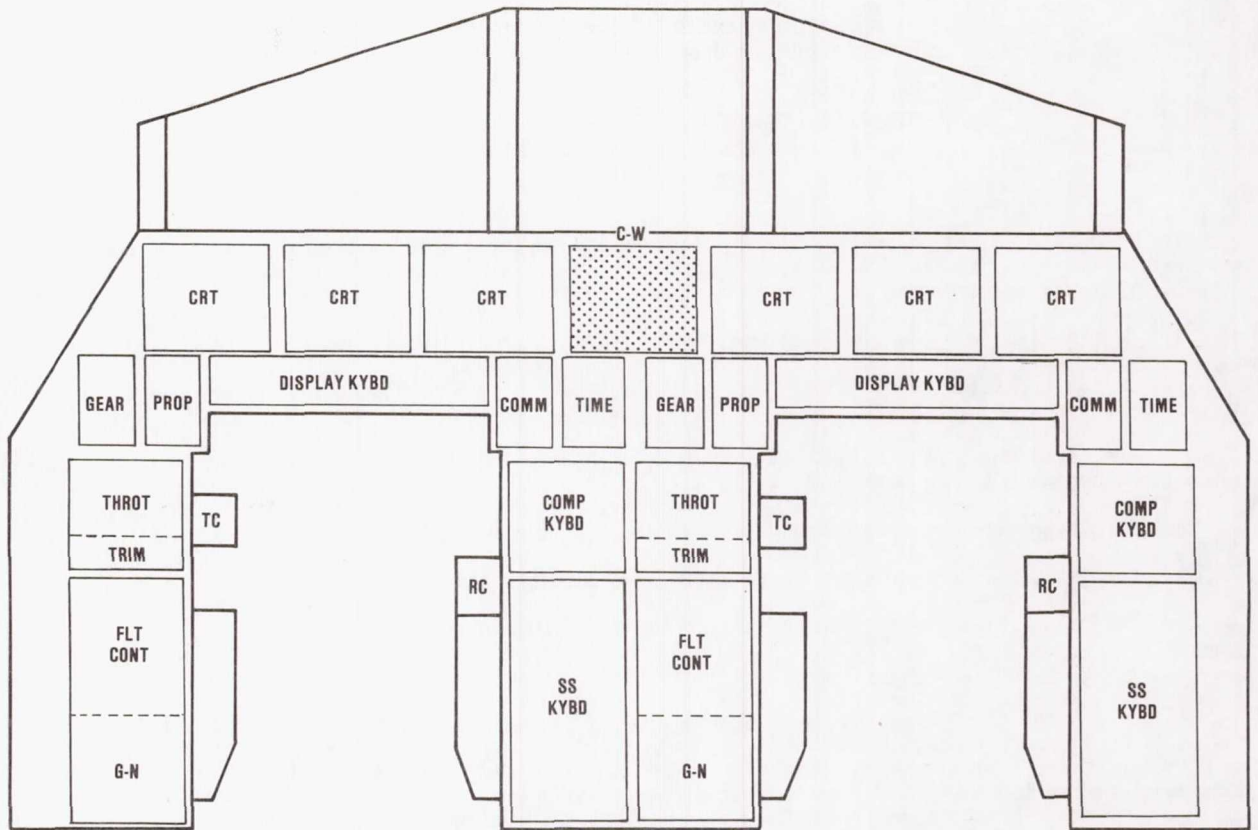 C-W
CRT
CRT
CRT
CRT
CRT
CRT
GEAR
PROP
DISPLAY KYBD
COMM
TIME
GEAR
PROP
DISPLAY KYBD
COMM
TIME
THROT
TRIM
TC
COMP
KYBD
THROT
TRIM
TC
COMP
KYBD
RC
RC
FLT
CONT
G-N
SS
KYBD
FLT
CONT
G-N
SS
KYBD